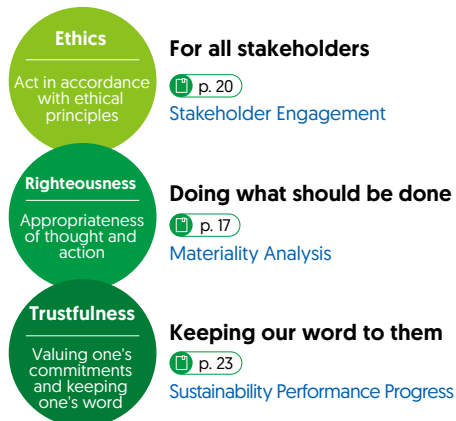 Ethics
Act in accordance
with ethical
principles
For all stakeholders
p. 20
Stakeholder Engagement
Righteousness
Appropriateness
of thought and
action
Doing what should be done
p. 17
Materiality Analysis
Trustfulness
Valuing one's
commitments
and keeping
one's word
Keeping our word to them
p. 23
Sustainability Performance Progress